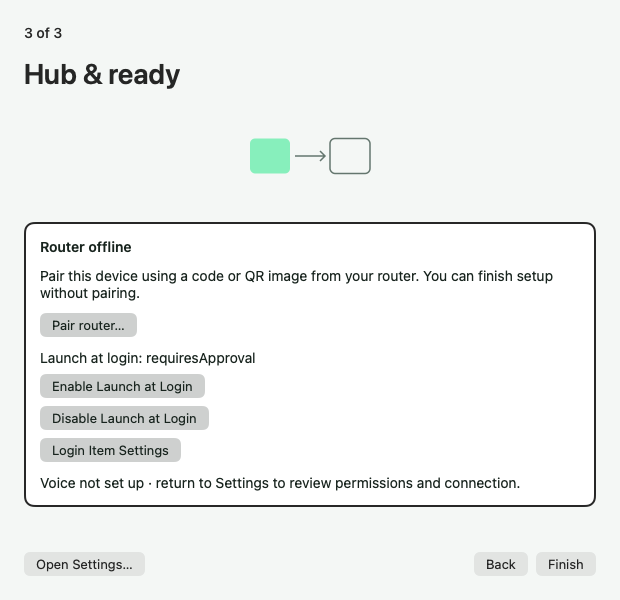 3 of 3
Hub & ready
Router offline
Pair this device using a code or QR image from your router. You can finish setup
without pairing.
Pair router...
Launch at login: requiresApproval
Enable Launch at Login
Disable Launch at Login
Login Item Settings
Voice not set up · return to Settings to review permissions and connection.
Open Settings...
Back
Finish